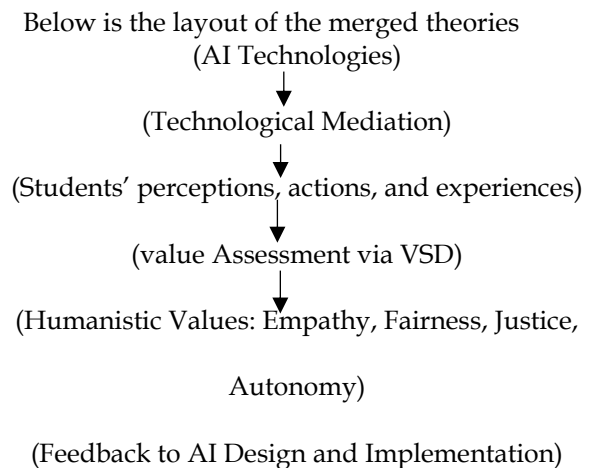 Below is the layout of the merged theories
(AI Technologies)
(Technological Mediation)
(Students’ perceptions, actions, and experiences)
(value Assessment via VSD)
(Humanistic Values: Empathy, Fairness, Justice,
Autonomy)
(Feedback to AI Design and Implementation)